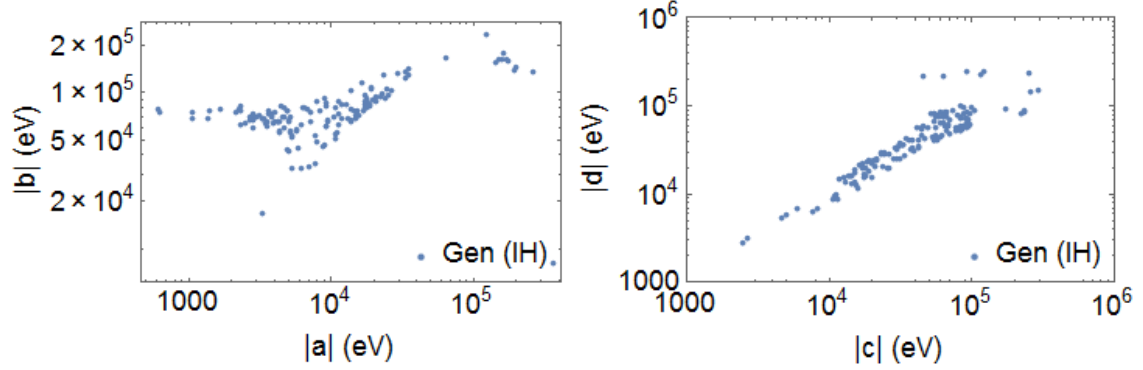 |b| (eV)
2 × 10^5
1 × 10^5
5 × 10^4
2 × 10^4
Gen (IH)
1000 10^4 10^5
|a| (eV)
|d| (eV)
10^6
10^5
10^4
1000
Gen (IH)
1000 10^4 10^5 10^6
|c| (eV)